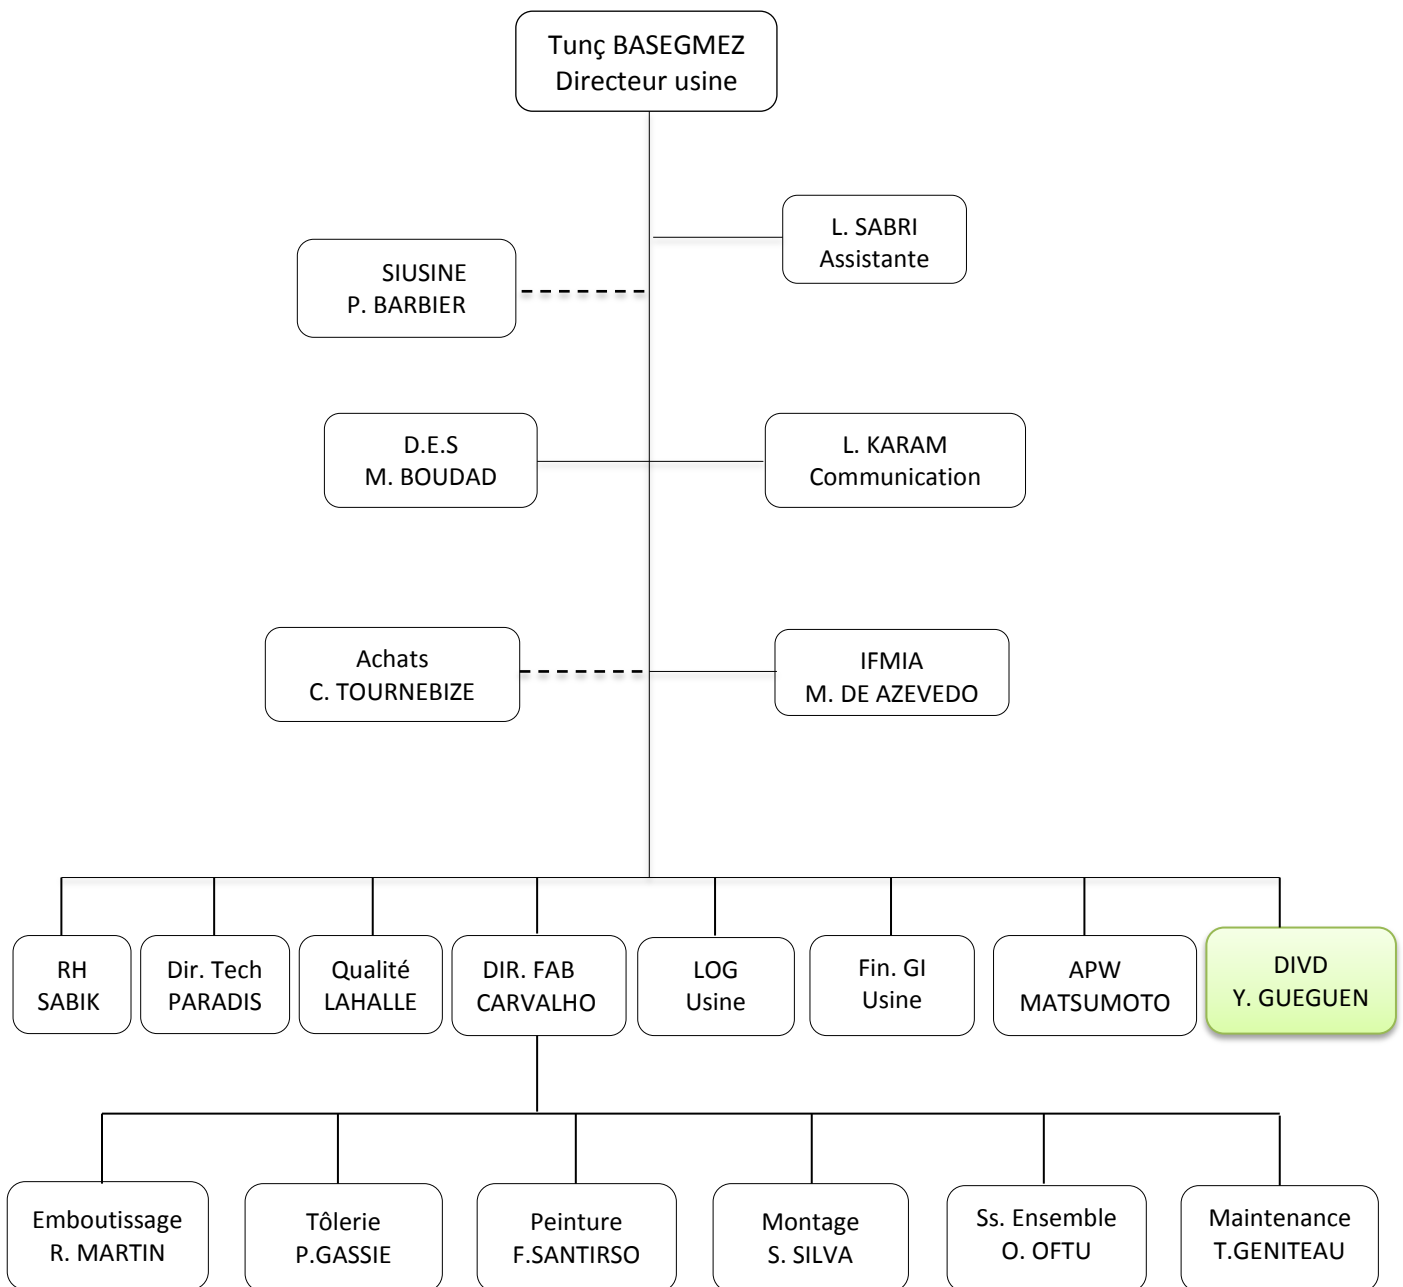 Tunç BASEGMEZ
Directeur usine
L. SABRI
Assistante
SIUSINE
P. BARBIER
D.E.S
M. BOUDAD
L. KARAM
Communication
Achats
C. TOURNEBIZE
IFMIA
M. DE AZEVEDO
RH
SABIK
Dir. Tech
PARADIS
Qualité
LAHALLE
DIR. FAB
CARVALHO
LOG
Usine
Fin. GI
Usine
APW
MATSUMOTO
DIVD
Y. GUEGUEN
Emboutissage
R. MARTIN
Tôlerie
P.GASSIE
Peinture
F.SANTIRSO
Montage
S. SILVA
Ss. Ensemble
O. OFTU
Maintenance
T.GENITEAU